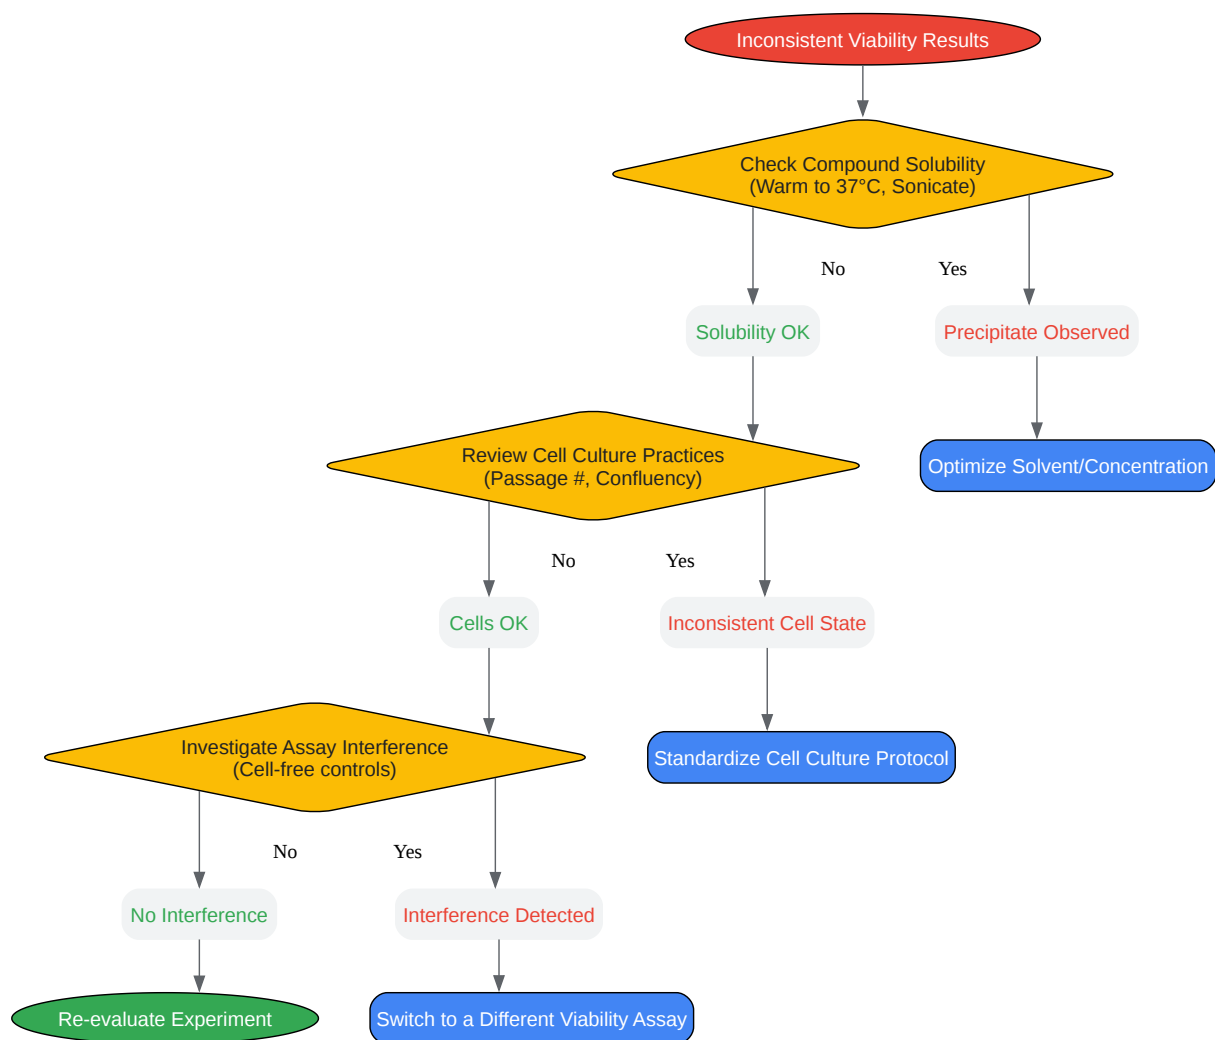 Inconsistent Viability Results
Check Compound Solubility
(Warm to 37°C, Sonicate)
No
Yes
Solubility OK
Precipitate Observed
Review Cell Culture Practices
(Passage #, Confluency)
Optimize Solvent/Concentration
No
Yes
Cells OK
Inconsistent Cell State
Investigate Assay Interference
(Cell-free controls)
Standardize Cell Culture Protocol
No
Yes
No Interference
Interference Detected
Re-evaluate Experiment
Switch to a Different Viability Assay